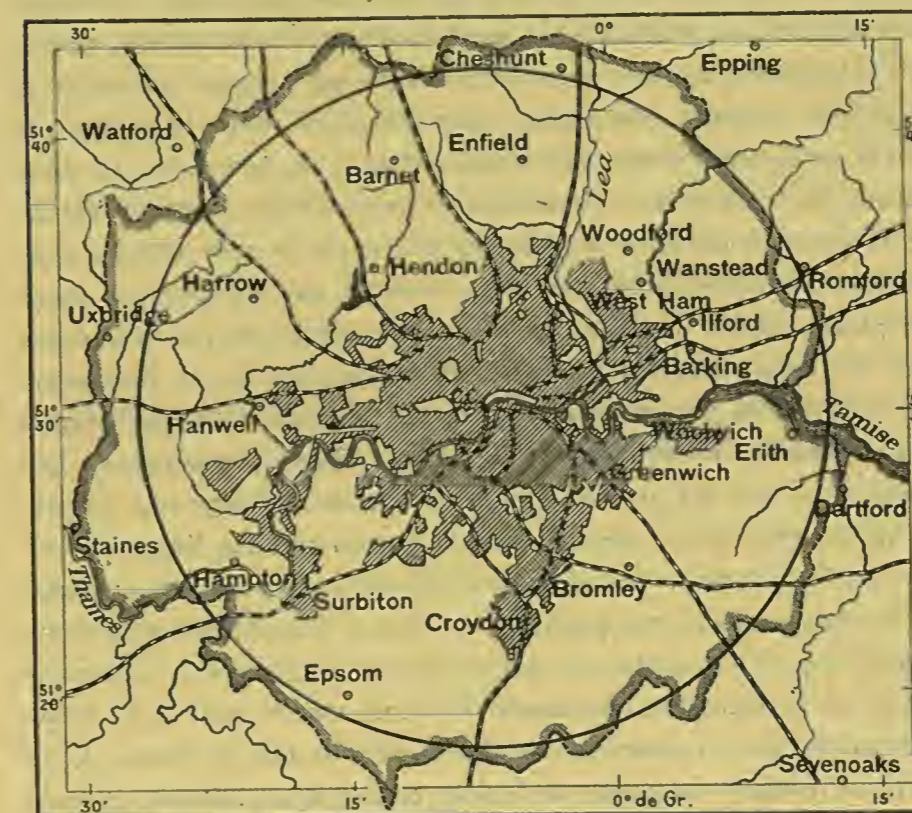 30'
0°
15'
Cheshunt
Epping
51°
40
Watford
Enfield
Barnet
Lea
Woodford
Hendon
Wanstead
Harrow
Romford
West Ham
Uxbridge
Ilford
Barking
51°
30'
Hanwell
Tamise
Woolwich
Erith
Greenwich
Dartford
Staines
Hampton
Thames
Surbiton
Bromley
Croydon
Epsom
51°
20'
Sevenoaks
30'
15'
0° de Gr.
15'